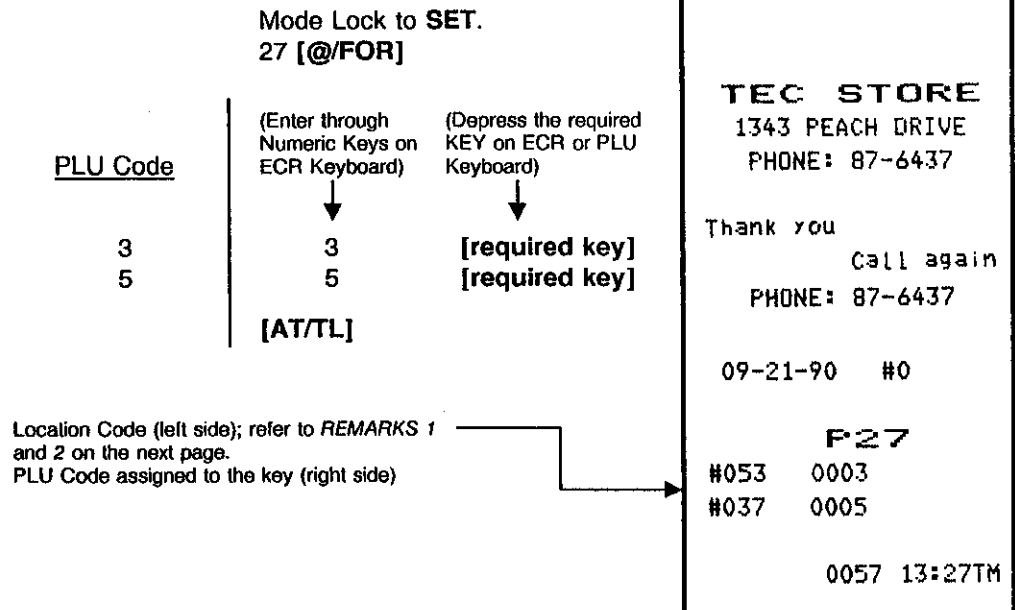 Mode Lock to SET.
27 [@/FOR]
PLU Code
(Enter through
Numeric Keys on
ECR Keyboard)
(Depress the required
KEY on ECR or PLU
Keyboard)
3 3 [required key]
5 5 [required key]
[AT/TL]
Location Code (left side); refer to REMARKS 1
and 2 on the next page.
PLU Code assigned to the key (right side)
TEC STORE
1343 PEACH DRIVE
PHONE: 87-6437
Thank you
Call again
PHONE: 87-6437
09-21-90 #0
P27
#053 0003
#037 0005
0057 13:27TM